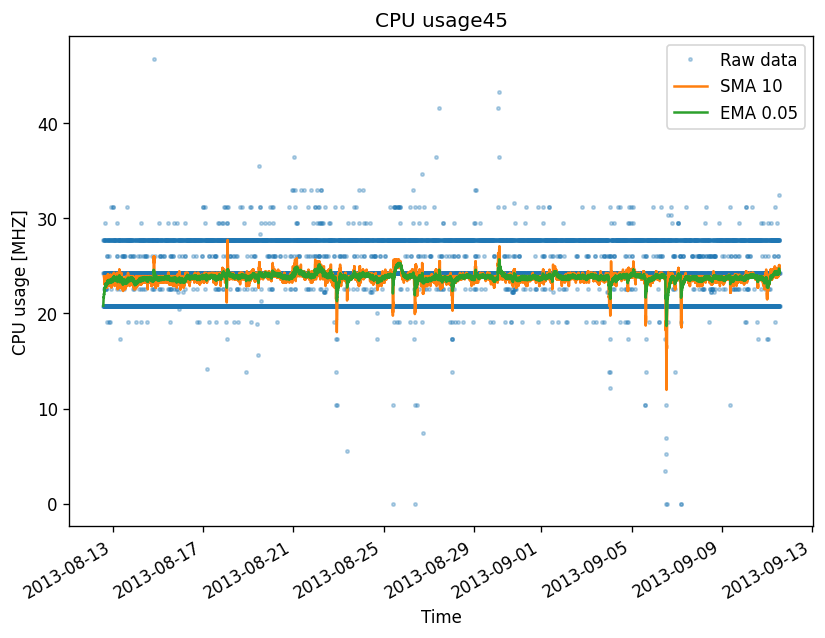 CPU usage45
Raw data
SMA 10
EMA 0.05
CPU usage [MHZ]
40
30
20
10
0
2013-08-13
2013-08-17
2013-08-21
2013-08-25
2013-08-29
2013-09-01
2013-09-05
2013-09-09
2013-09-13
Time